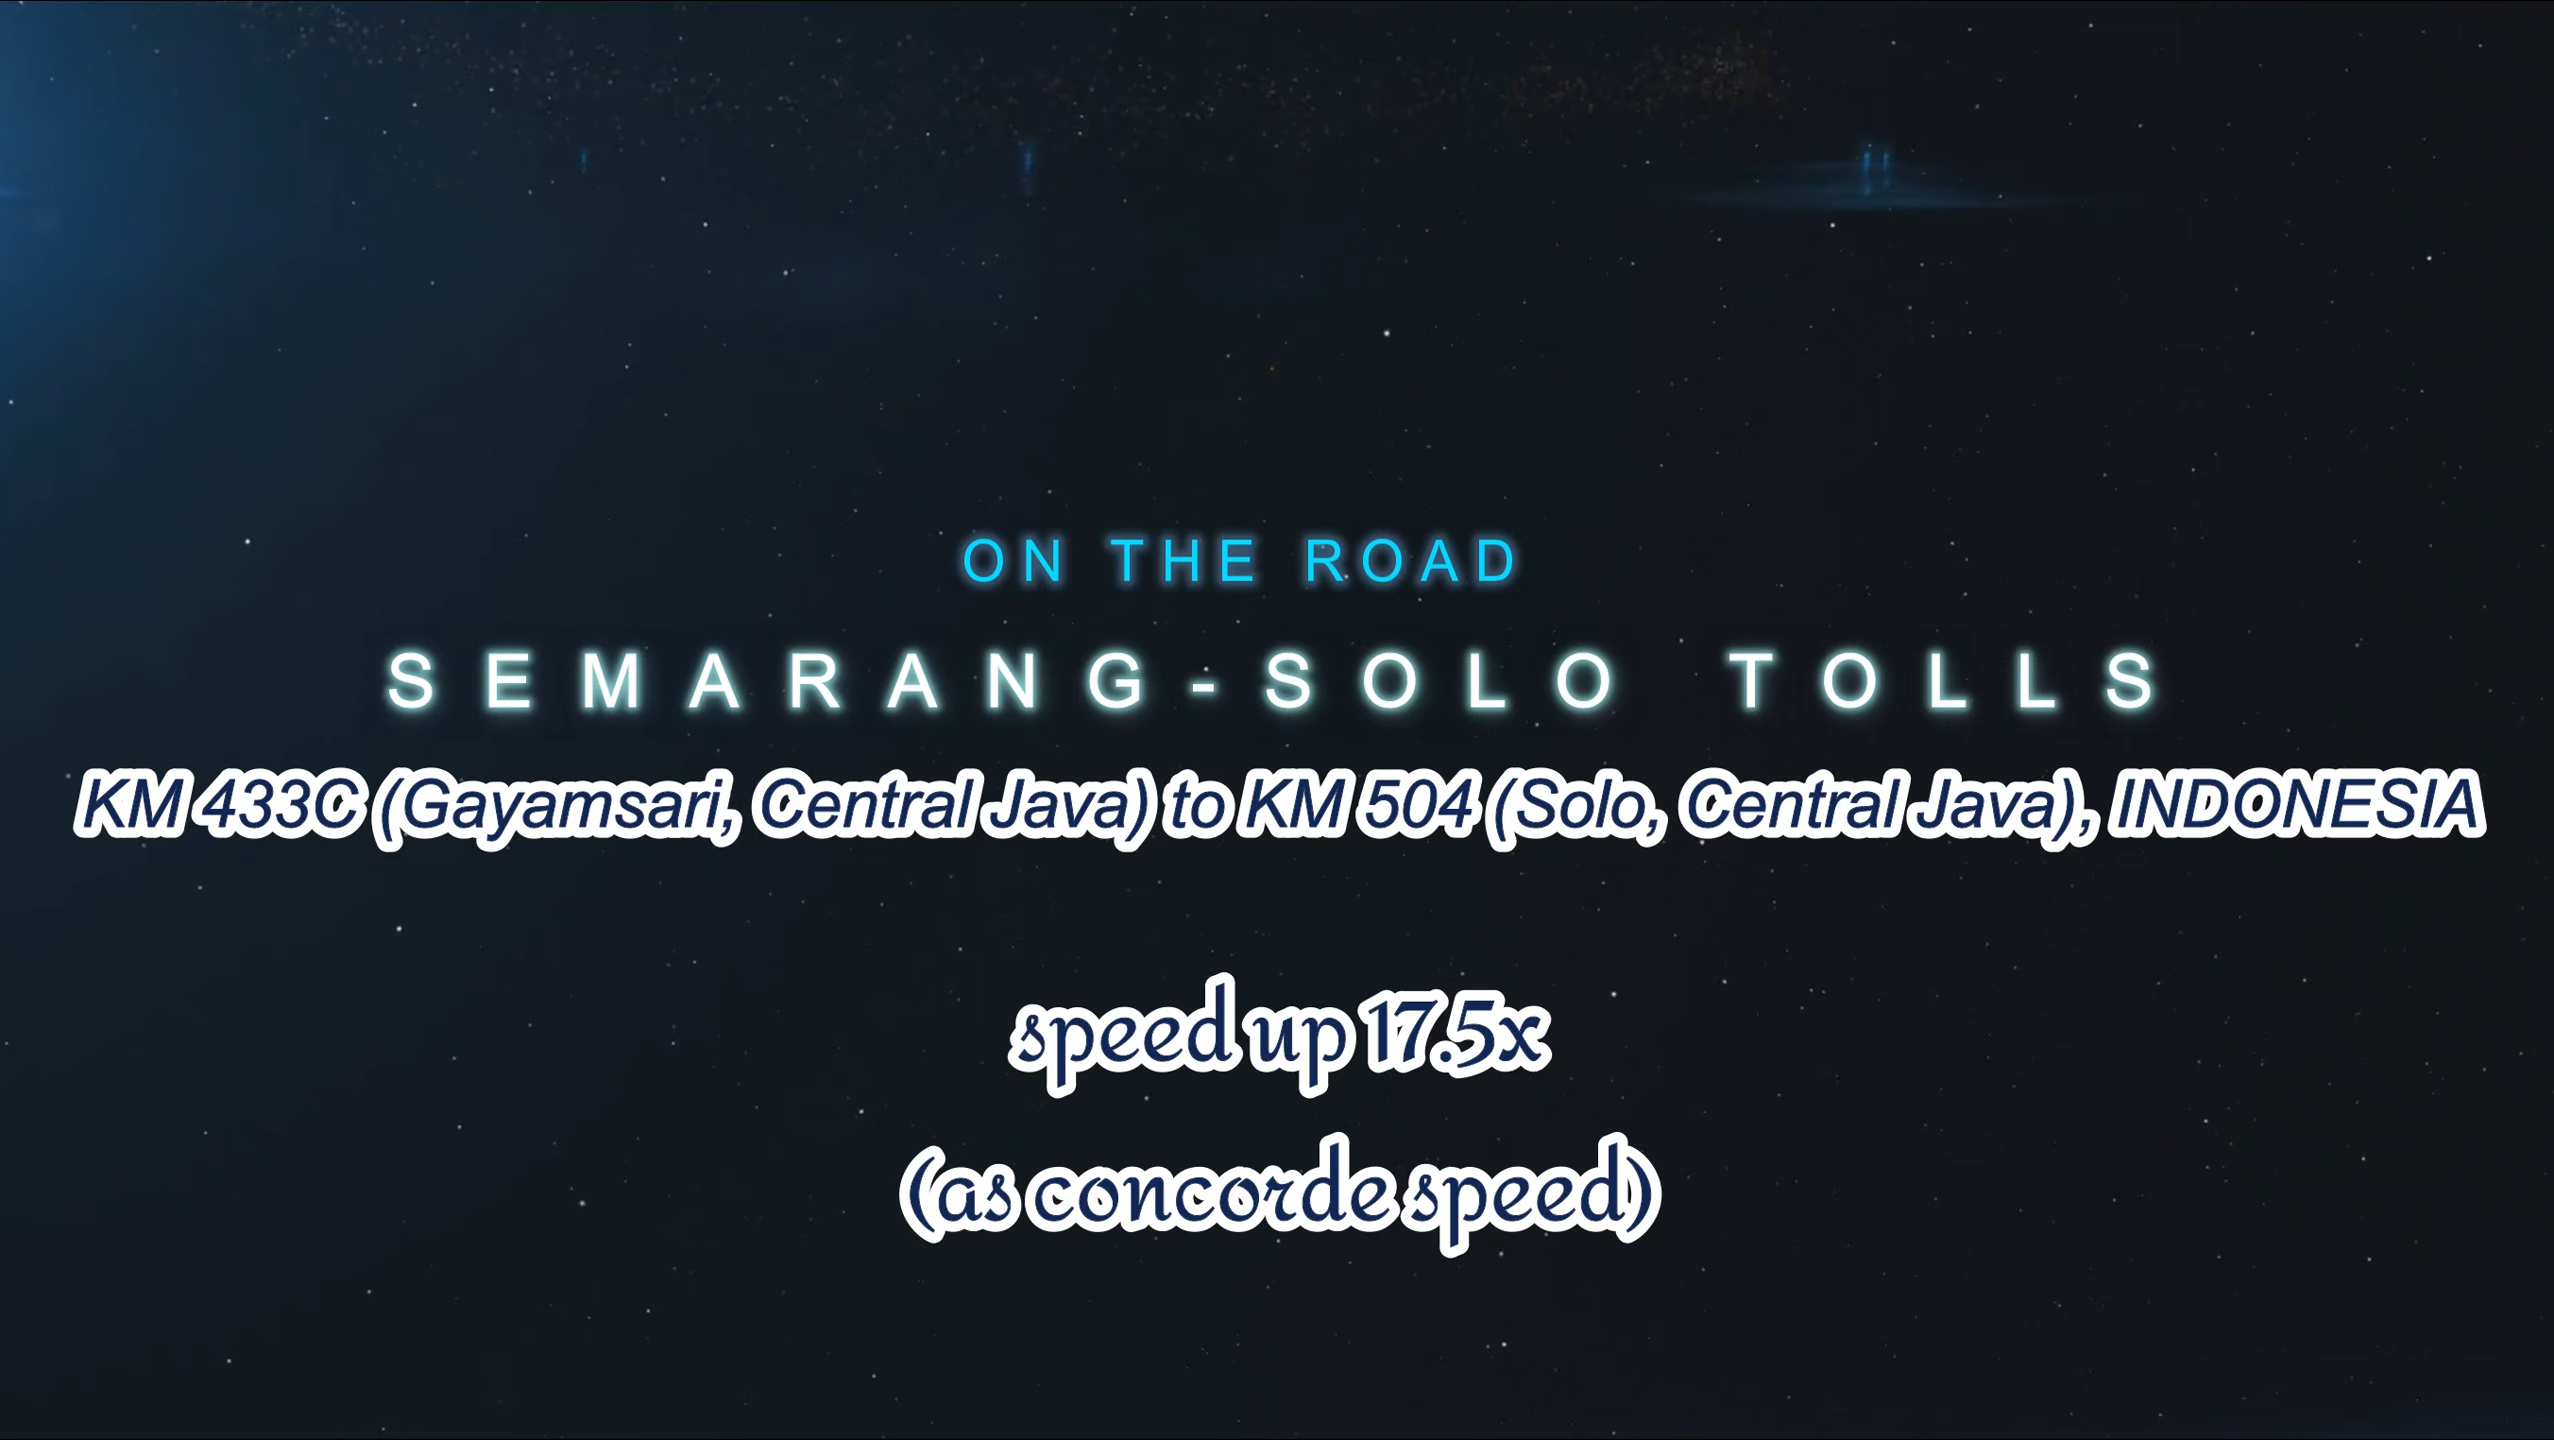 ON THE ROAD
SEMARANG-SOLO TOLLS
KM 433C (Gayamsari, Central Java) to KM 504 (Solo, Central Java), INDONESIA
speed up 17.5x
(as concorde speed)